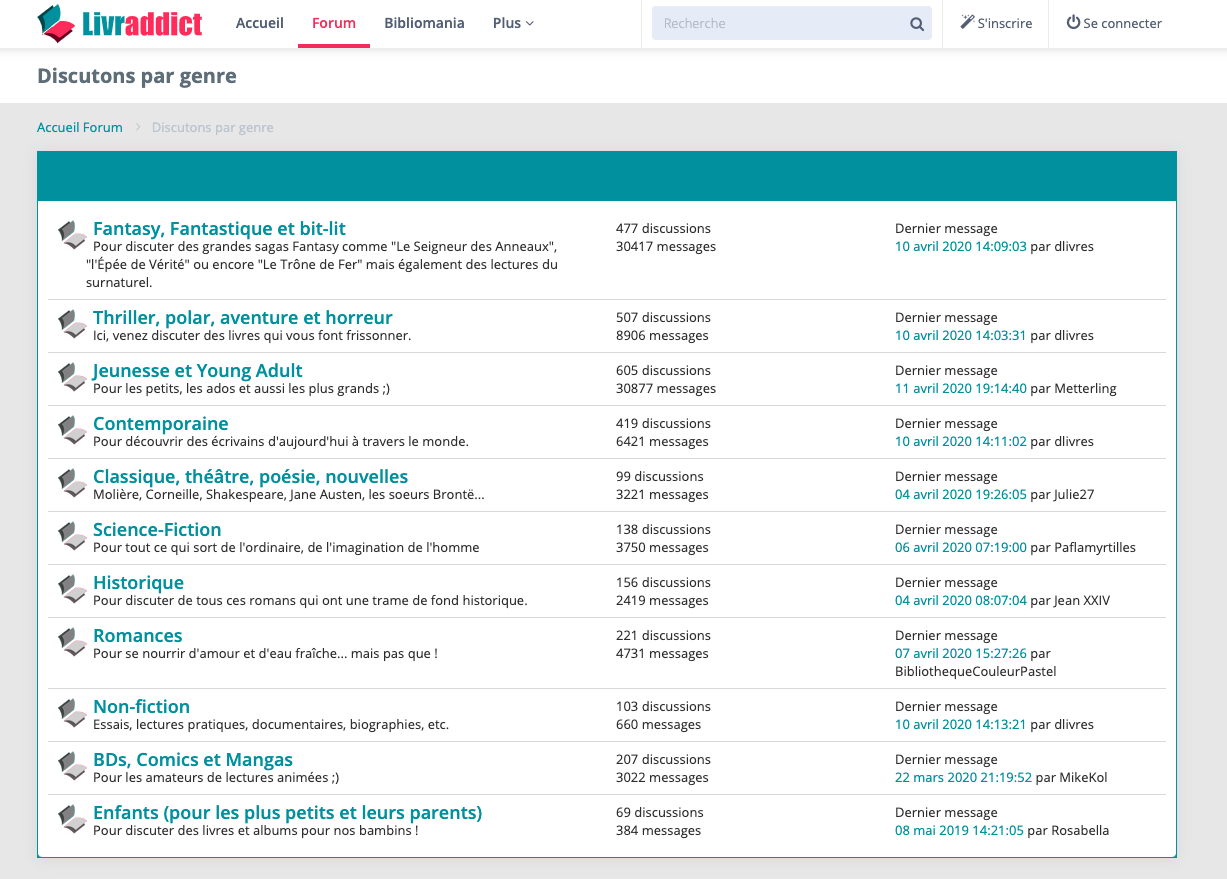 Livraddict
Accueil
Forum
Bibliomania
Plus
Recherche
S'inscrire
Se connecter
Discutons par genre
Accueil Forum
Discutons par genre
Fantasy, Fantastique et bit-lit
Pour discuter des grandes sagas Fantasy comme "Le Seigneur des Anneaux",
"l'Épée de Vérité" ou encore "Le Trône de Fer" mais également des lectures du
surnaturel.
477 discussions
30417 messages
Dernier message
10 avril 2020 14:09:03 par dlivres
Thriller, polar, aventure et horreur
Ici, venez discuter des livres qui vous font frissonner.
507 discussions
8906 messages
Dernier message
10 avril 2020 14:03:31 par dlivres
Jeunesse et Young Adult
Pour les petits, les ados et aussi les plus grands ;)
605 discussions
30877 messages
Dernier message
11 avril 2020 19:14:40 par Metterling
Contemporaine
Pour découvrir des écrivains d'aujourd'hui à travers le monde.
419 discussions
6421 messages
Dernier message
10 avril 2020 14:11:02 par dlivres
Classique, théâtre, poésie, nouvelles
Molière, Corneille, Shakespeare, Jane Austen, les soeurs Brontë...
99 discussions
3221 messages
Dernier message
04 avril 2020 19:26:05 par Julie27
Science-Fiction
Pour tout ce qui sort de l'ordinaire, de l'imagination de l'homme
138 discussions
3750 messages
Dernier message
06 avril 2020 07:19:00 par Paflamyrtilles
Historique
Pour discuter de tous ces romans qui ont une trame de fond historique.
156 discussions
2419 messages
Dernier message
04 avril 2020 08:07:04 par Jean XXIV
Romances
Pour se nourrir d'amour et d'eau fraîche... mais pas que !
221 discussions
4731 messages
Dernier message
07 avril 2020 15:27:26 par
BibliothequeCouleurPastel
Non-fiction
Essais, lectures pratiques, documentaires, biographies, etc.
103 discussions
660 messages
Dernier message
10 avril 2020 14:13:21 par dlivres
BDs, Comics et Mangas
Pour les amateurs de lectures animées ;)
207 discussions
3022 messages
Dernier message
22 mars 2020 21:19:52 par MikeKol
Enfants (pour les plus petits et leurs parents)
Pour discuter des livres et albums pour nos bambins !
69 discussions
384 messages
Dernier message
08 mai 2019 14:21:05 par Rosabella